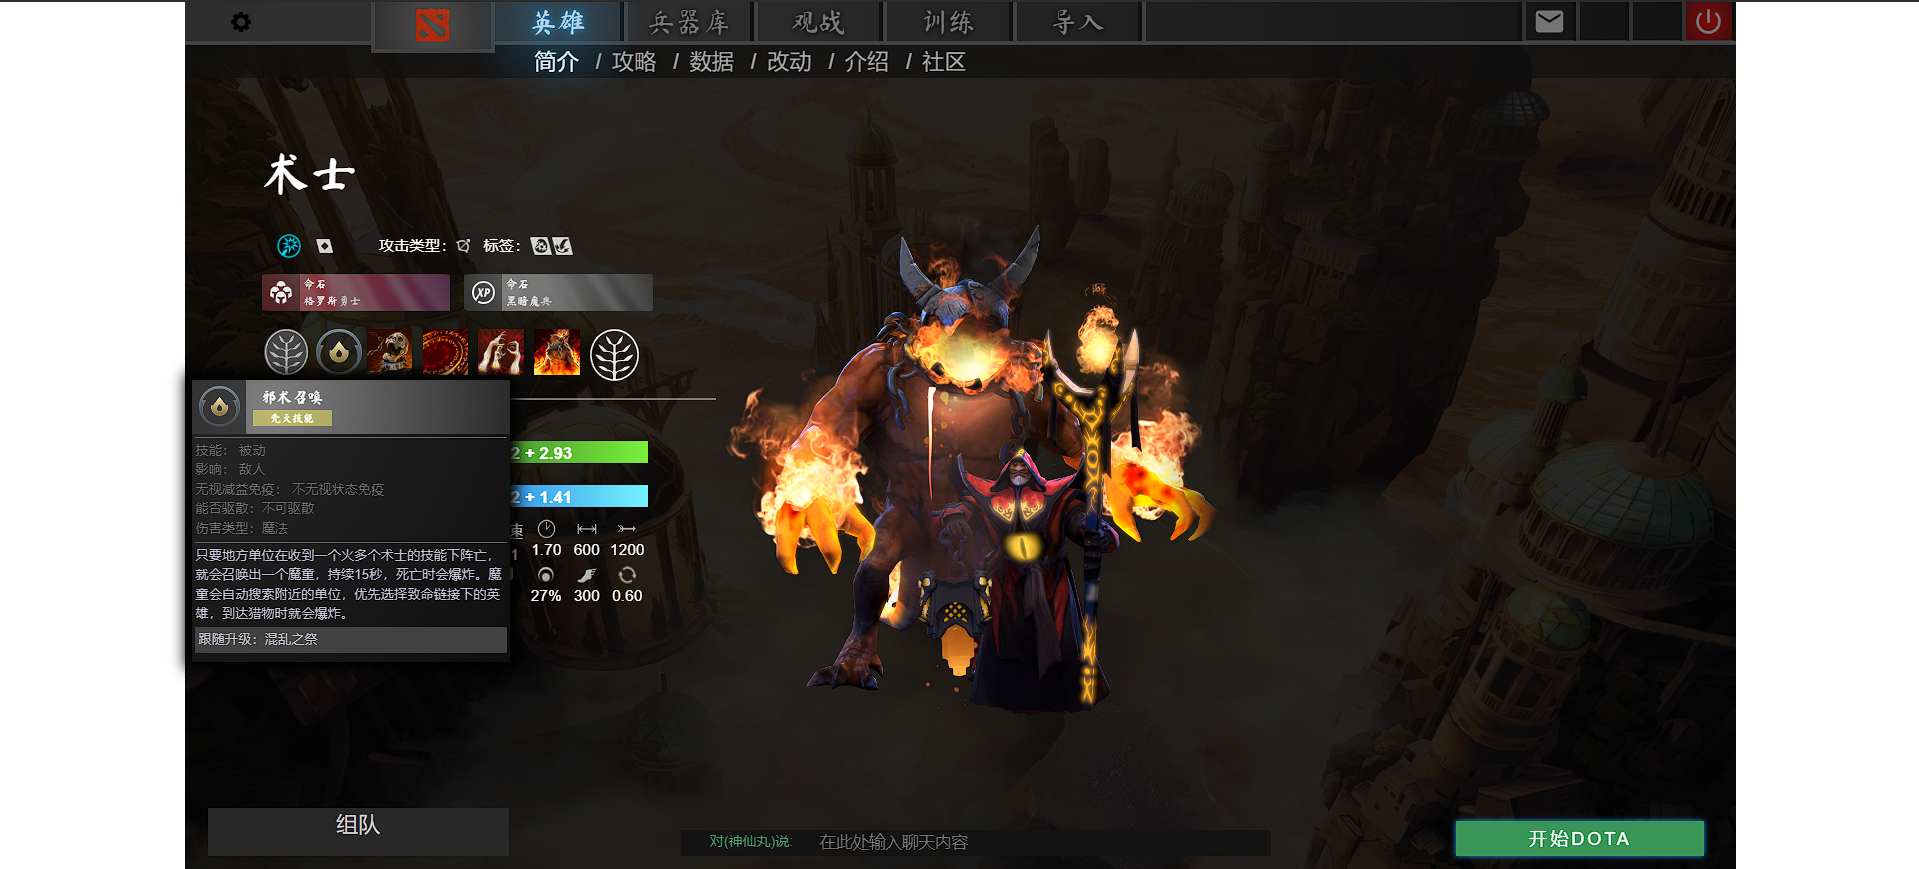 英雄 兵器库 观战 训练 导入
简介 / 攻略 / 数据 / 改动 / 介绍 / 社区
术士
攻击类型： 标签：
命石
格罗斯勇士
XP
命石
黑暗魔典
邪术召唤
先天技能
技能： 被动
影响： 敌人
无视减益免疫： 不无视状态免疫
能否驱散：不可驱散
伤害类型：魔法
只要地方单位在收到一个火多个术士的技能下阵亡，
就会召唤出一个魔童，持续15秒，死亡时会爆炸。魔
童会自动搜索附近的单位，优先选择致命链接下的英
雄，到达猎物时就会爆炸。
跟随升级：混乱之祭
2 + 2.93
2 + 1.41
速
1 1.70 600 1200
27% 300 0.60
组队
对(神仙丸)说: 在此处输入聊天内容
开始DOTA